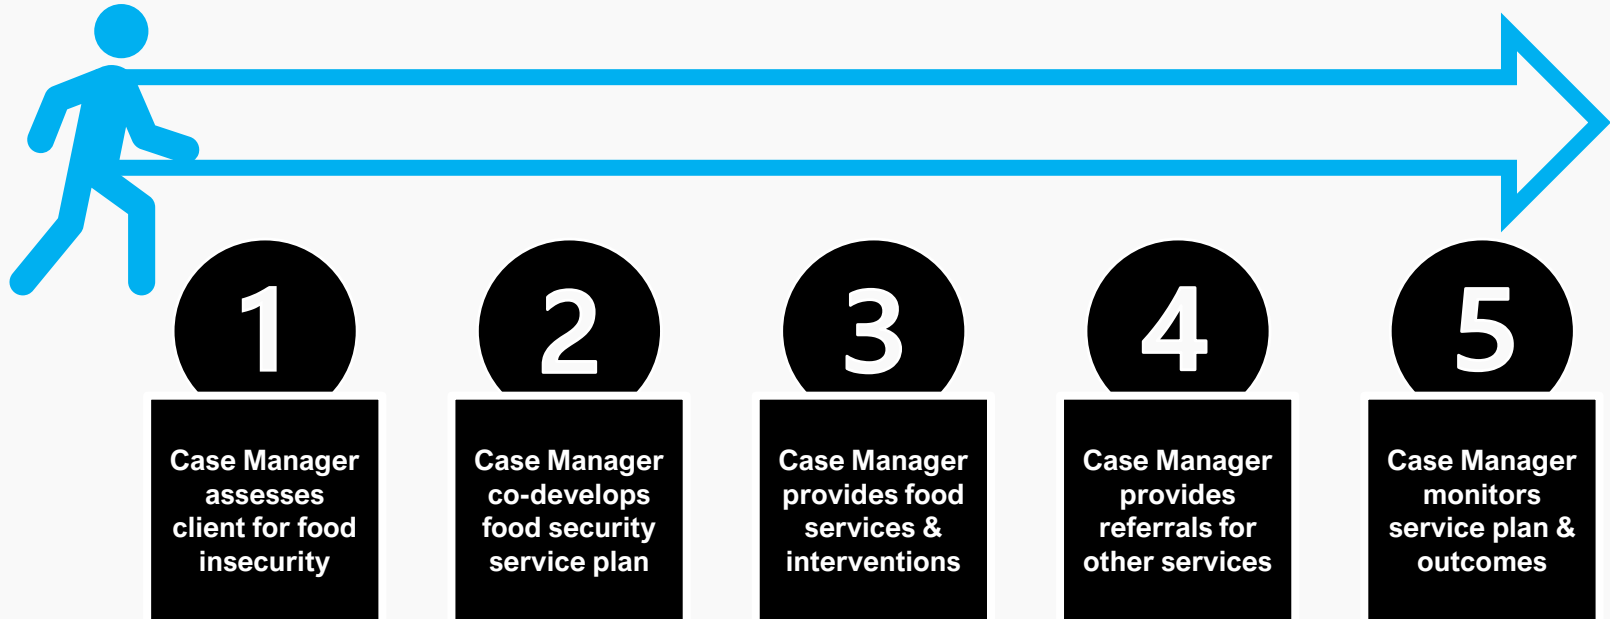 1
Case Manager
assesses
client for food
insecurity
2
Case Manager
co-develops
food security
service plan
3
Case Manager
provides food
services &
interventions
4
Case Manager
provides
referrals for
other services
5
Case Manager
monitors
service plan &
outcomes